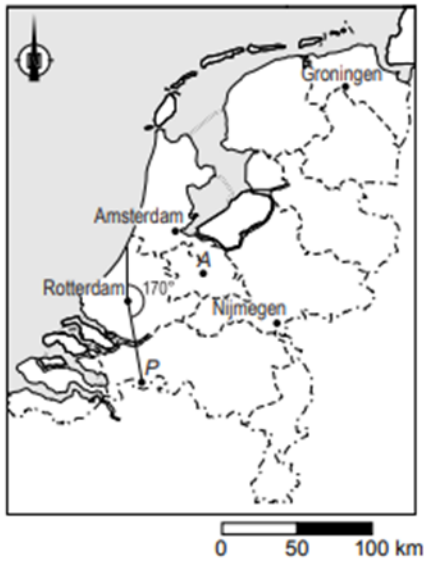 Groningen
Amsterdam
A
Rotterdam 170°
Nijmegen
P
0 50 100 km